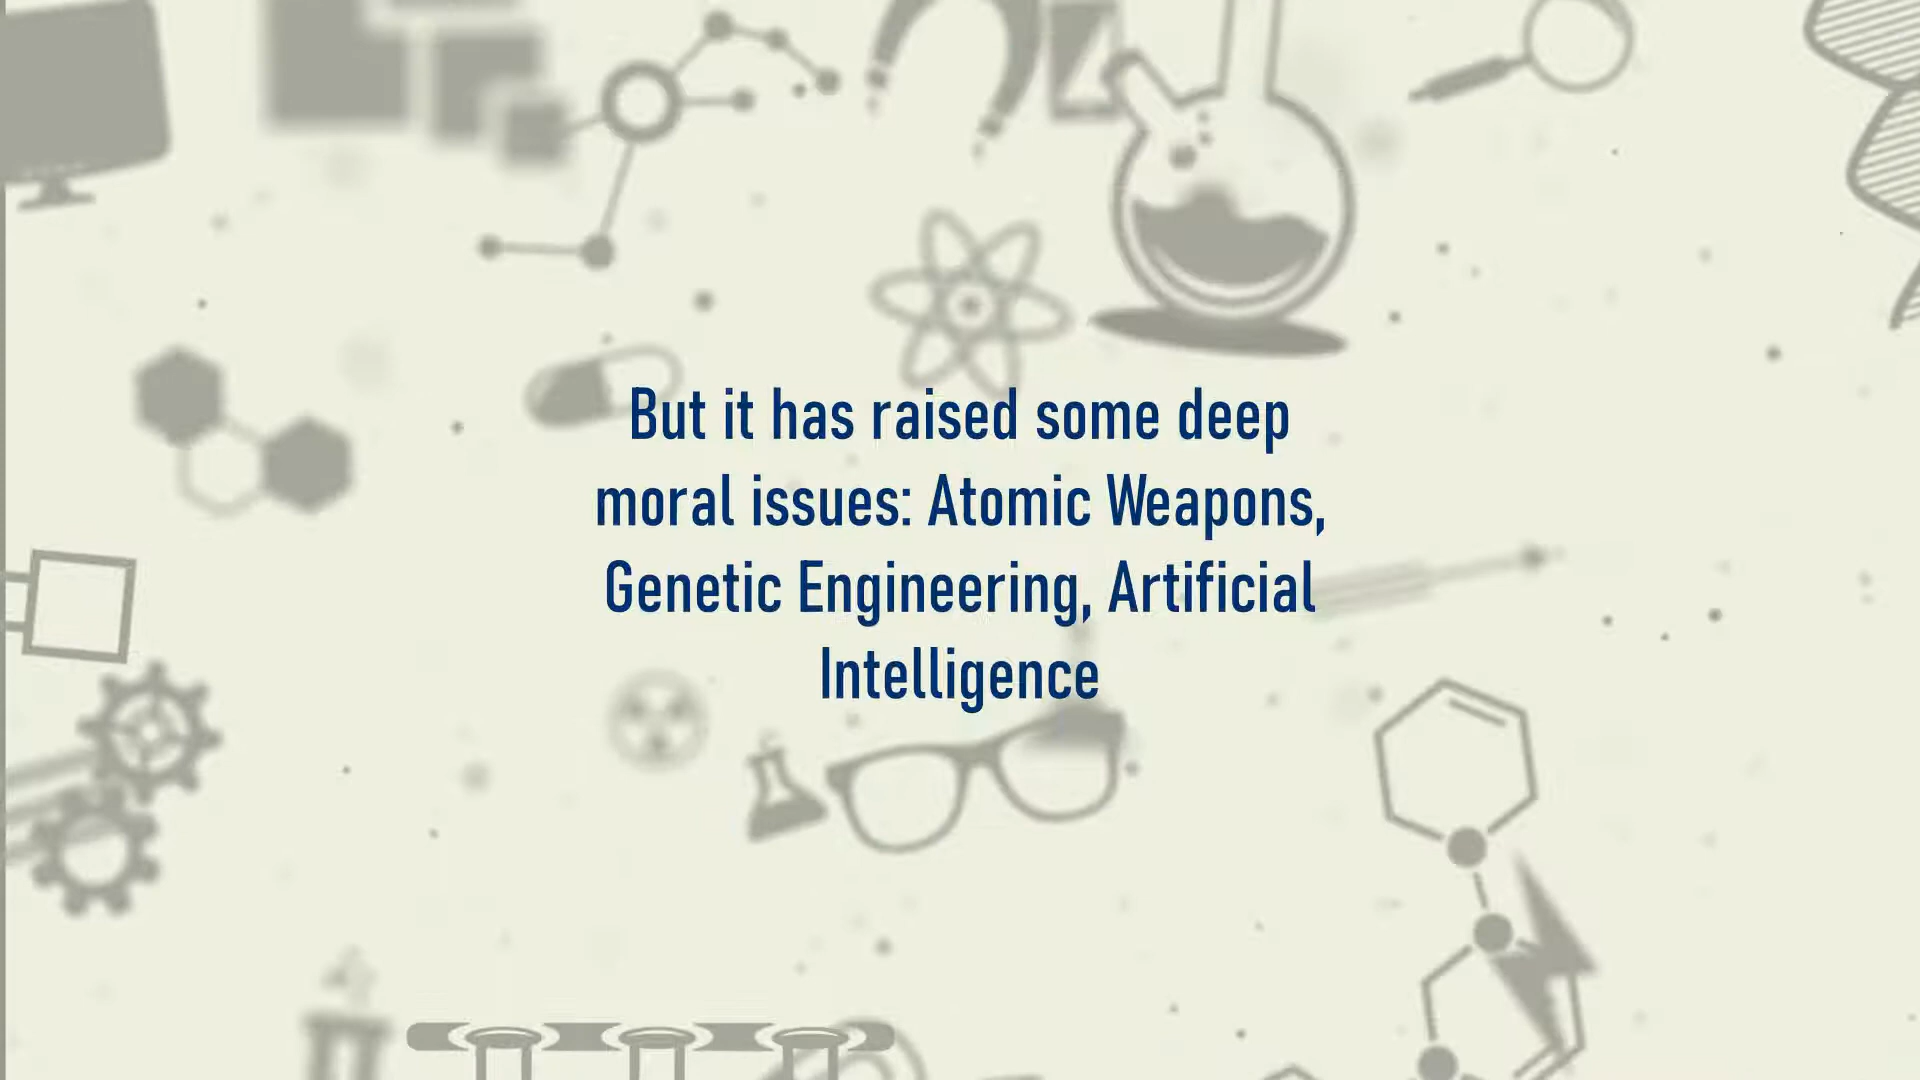 But it has raised some deep
moral issues: Atomic Weapons,
Genetic Engineering, Artificial
Intelligence